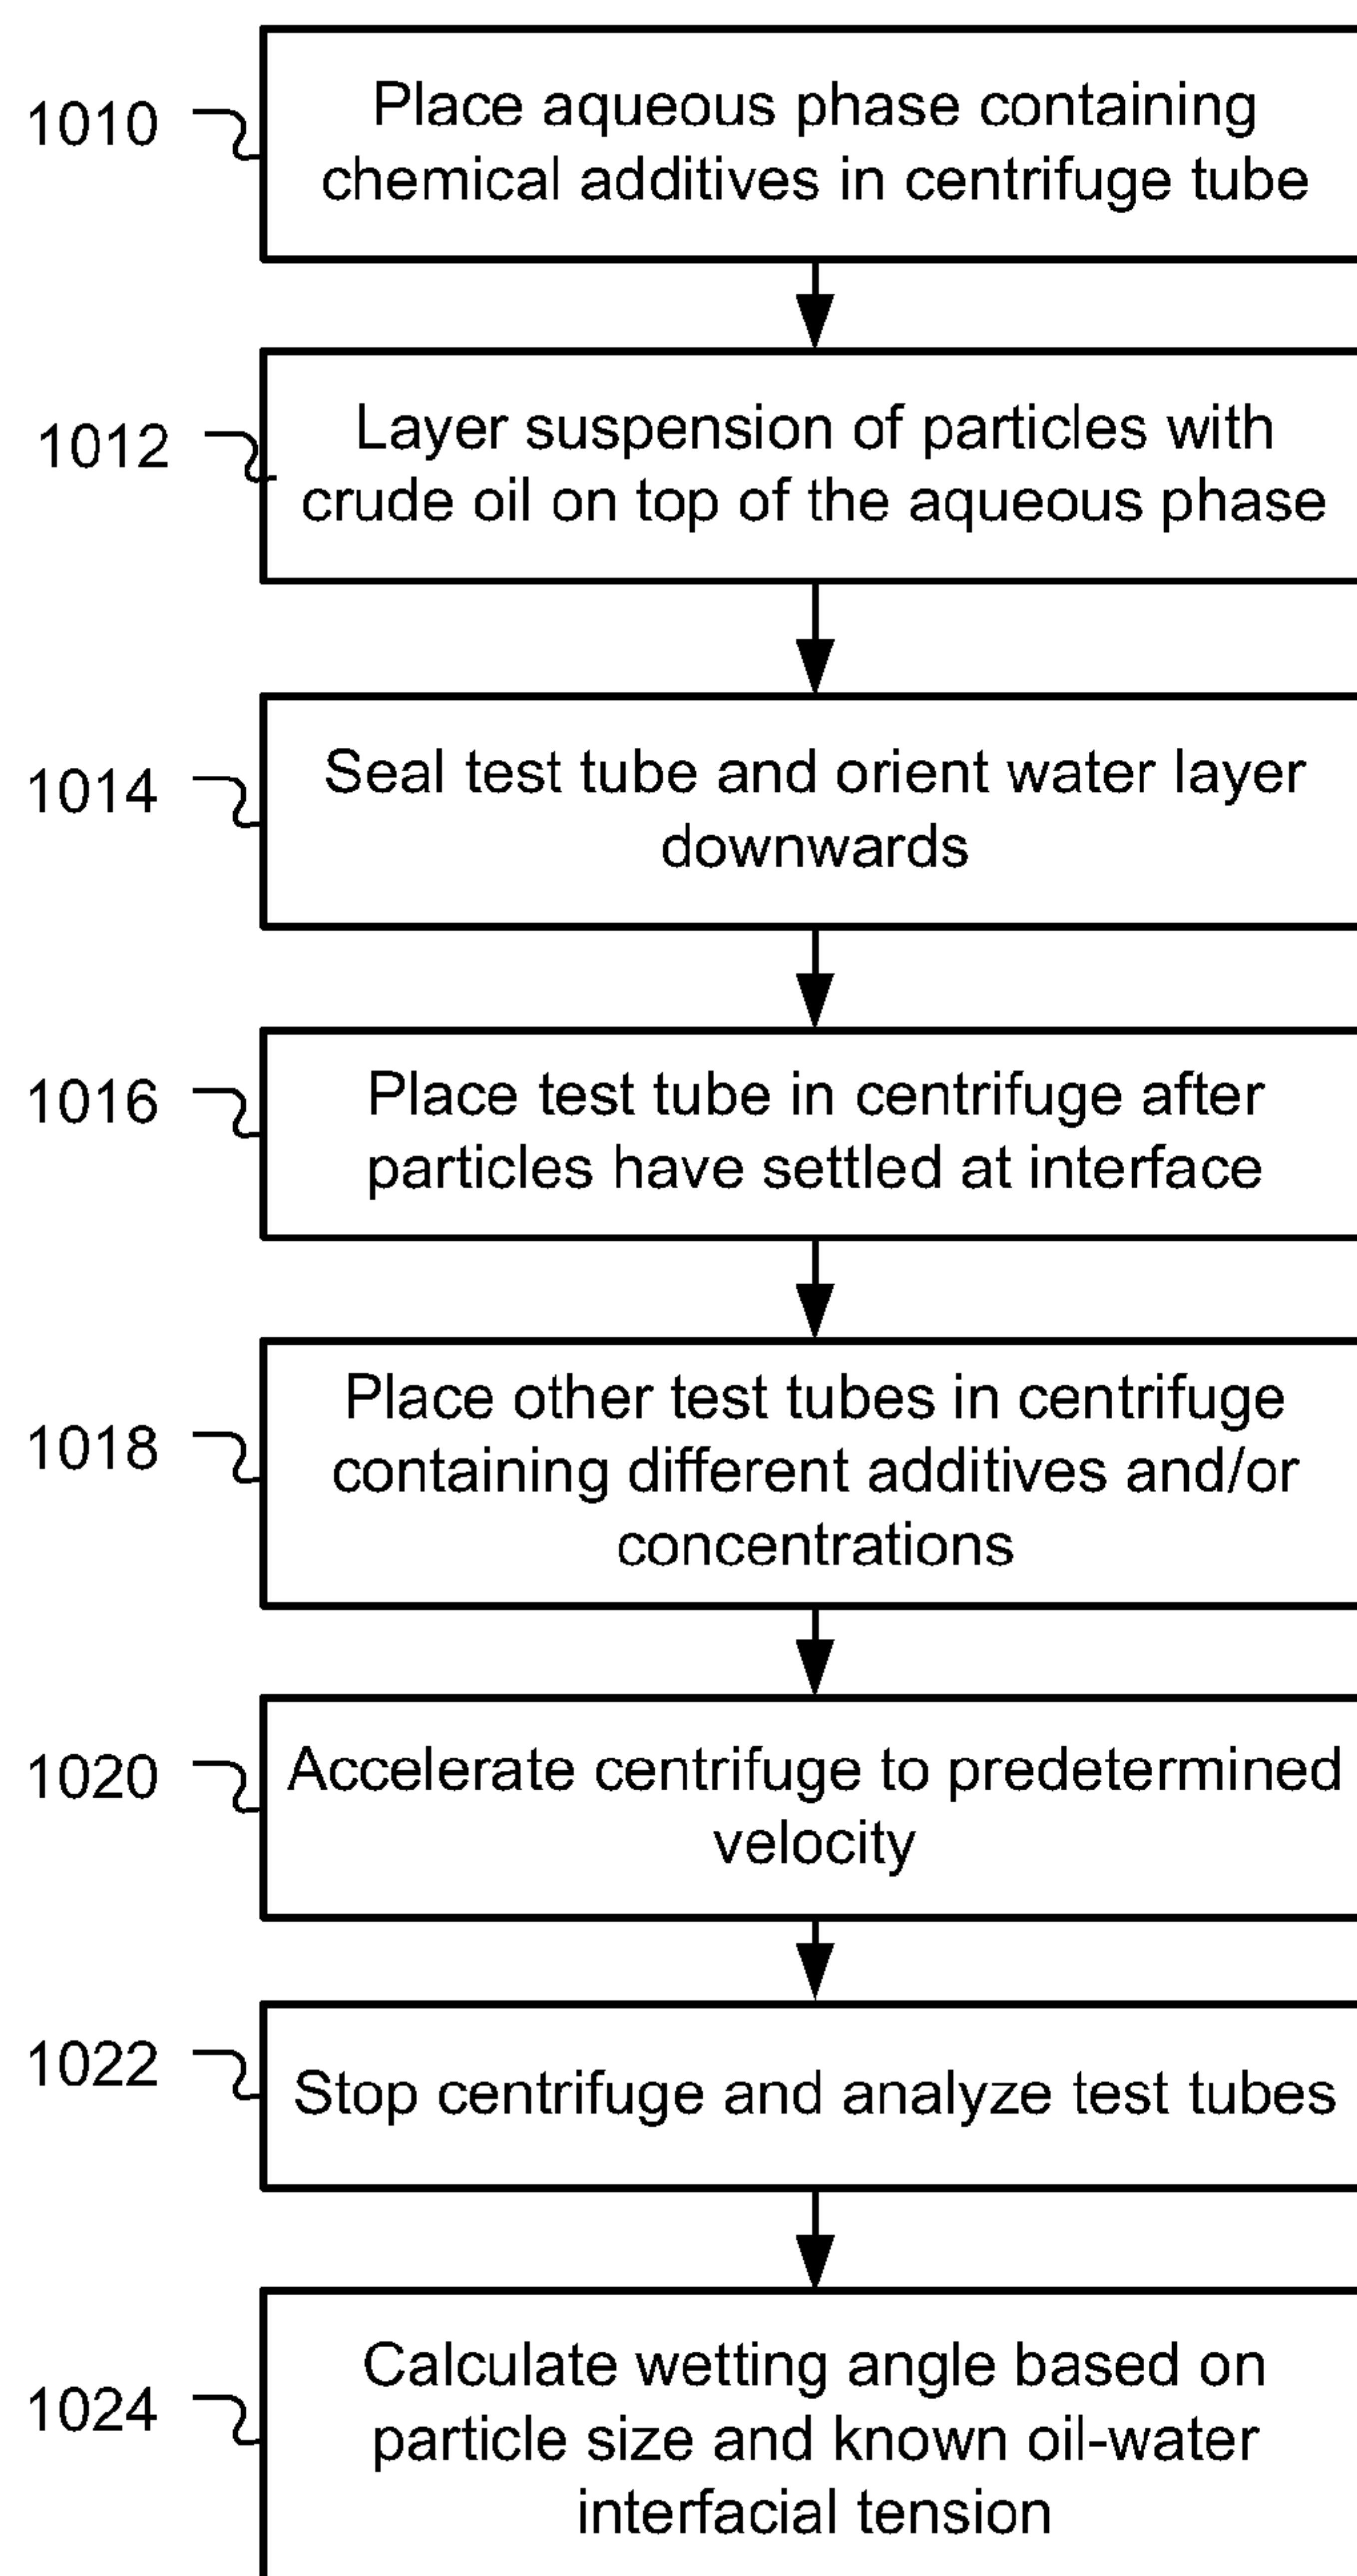 1010
Place aqueous phase containing
chemical additives in centrifuge tube
1012
Layer suspension of particles with
crude oil on top of the aqueous phase
1014
Seal test tube and orient water layer
downwards
1016
Place test tube in centrifuge after
particles have settled at interface
1018
Place other test tubes in centrifuge
containing different additives and/or
concentrations
1020
Accelerate centrifuge to predetermined
velocity
1022
Stop centrifuge and analyze test tubes
1024
Calculate wetting angle based on
particle size and known oil-water
interfacial tension